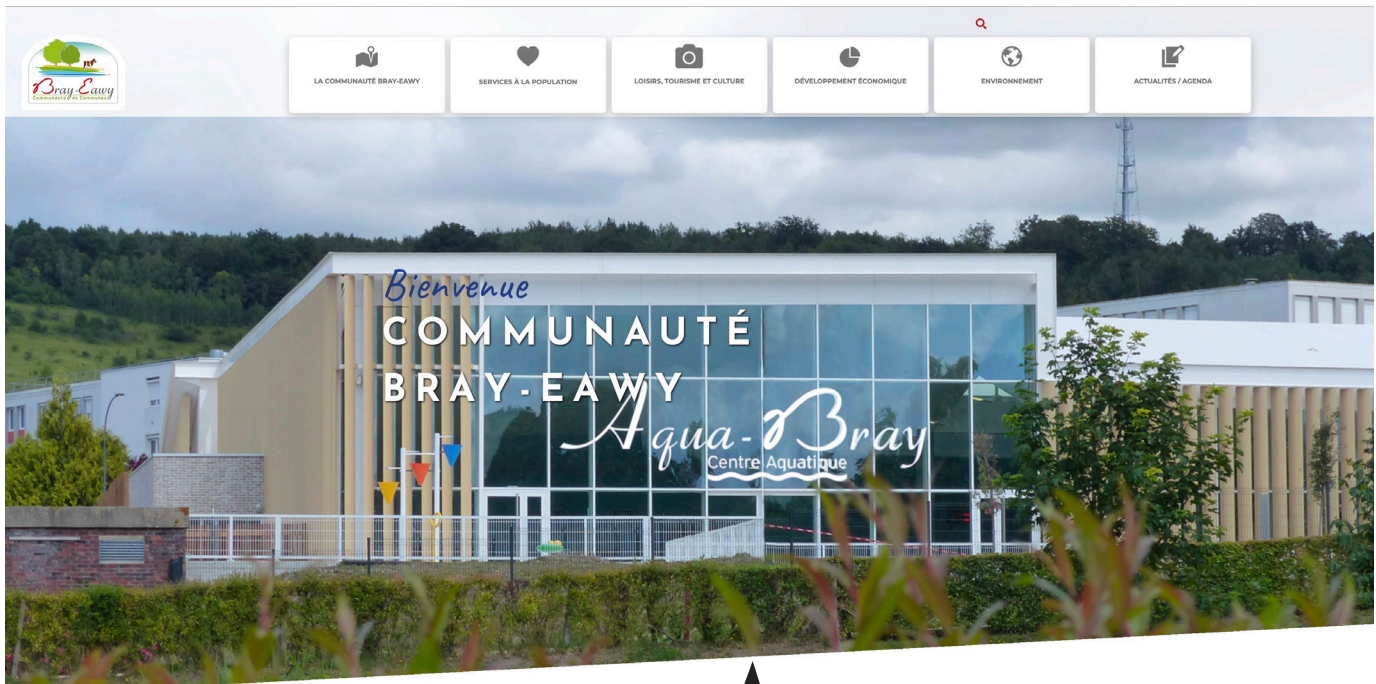 Bray-Eawy
Communauté de Communes
LA COMMUNAUTÉ BRAY-EAWY
SERVICES À LA POPULATION
LOISIRS, TOURISME ET CULTURE
DÉVELOPPEMENT ÉCONOMIQUE
ENVIRONNEMENT
ACTUALITÉS / AGENDA
Bienvenue
COMMUNAUTÉ
BRAY-EAWY
Aqua-Bray
Centre Aquatique